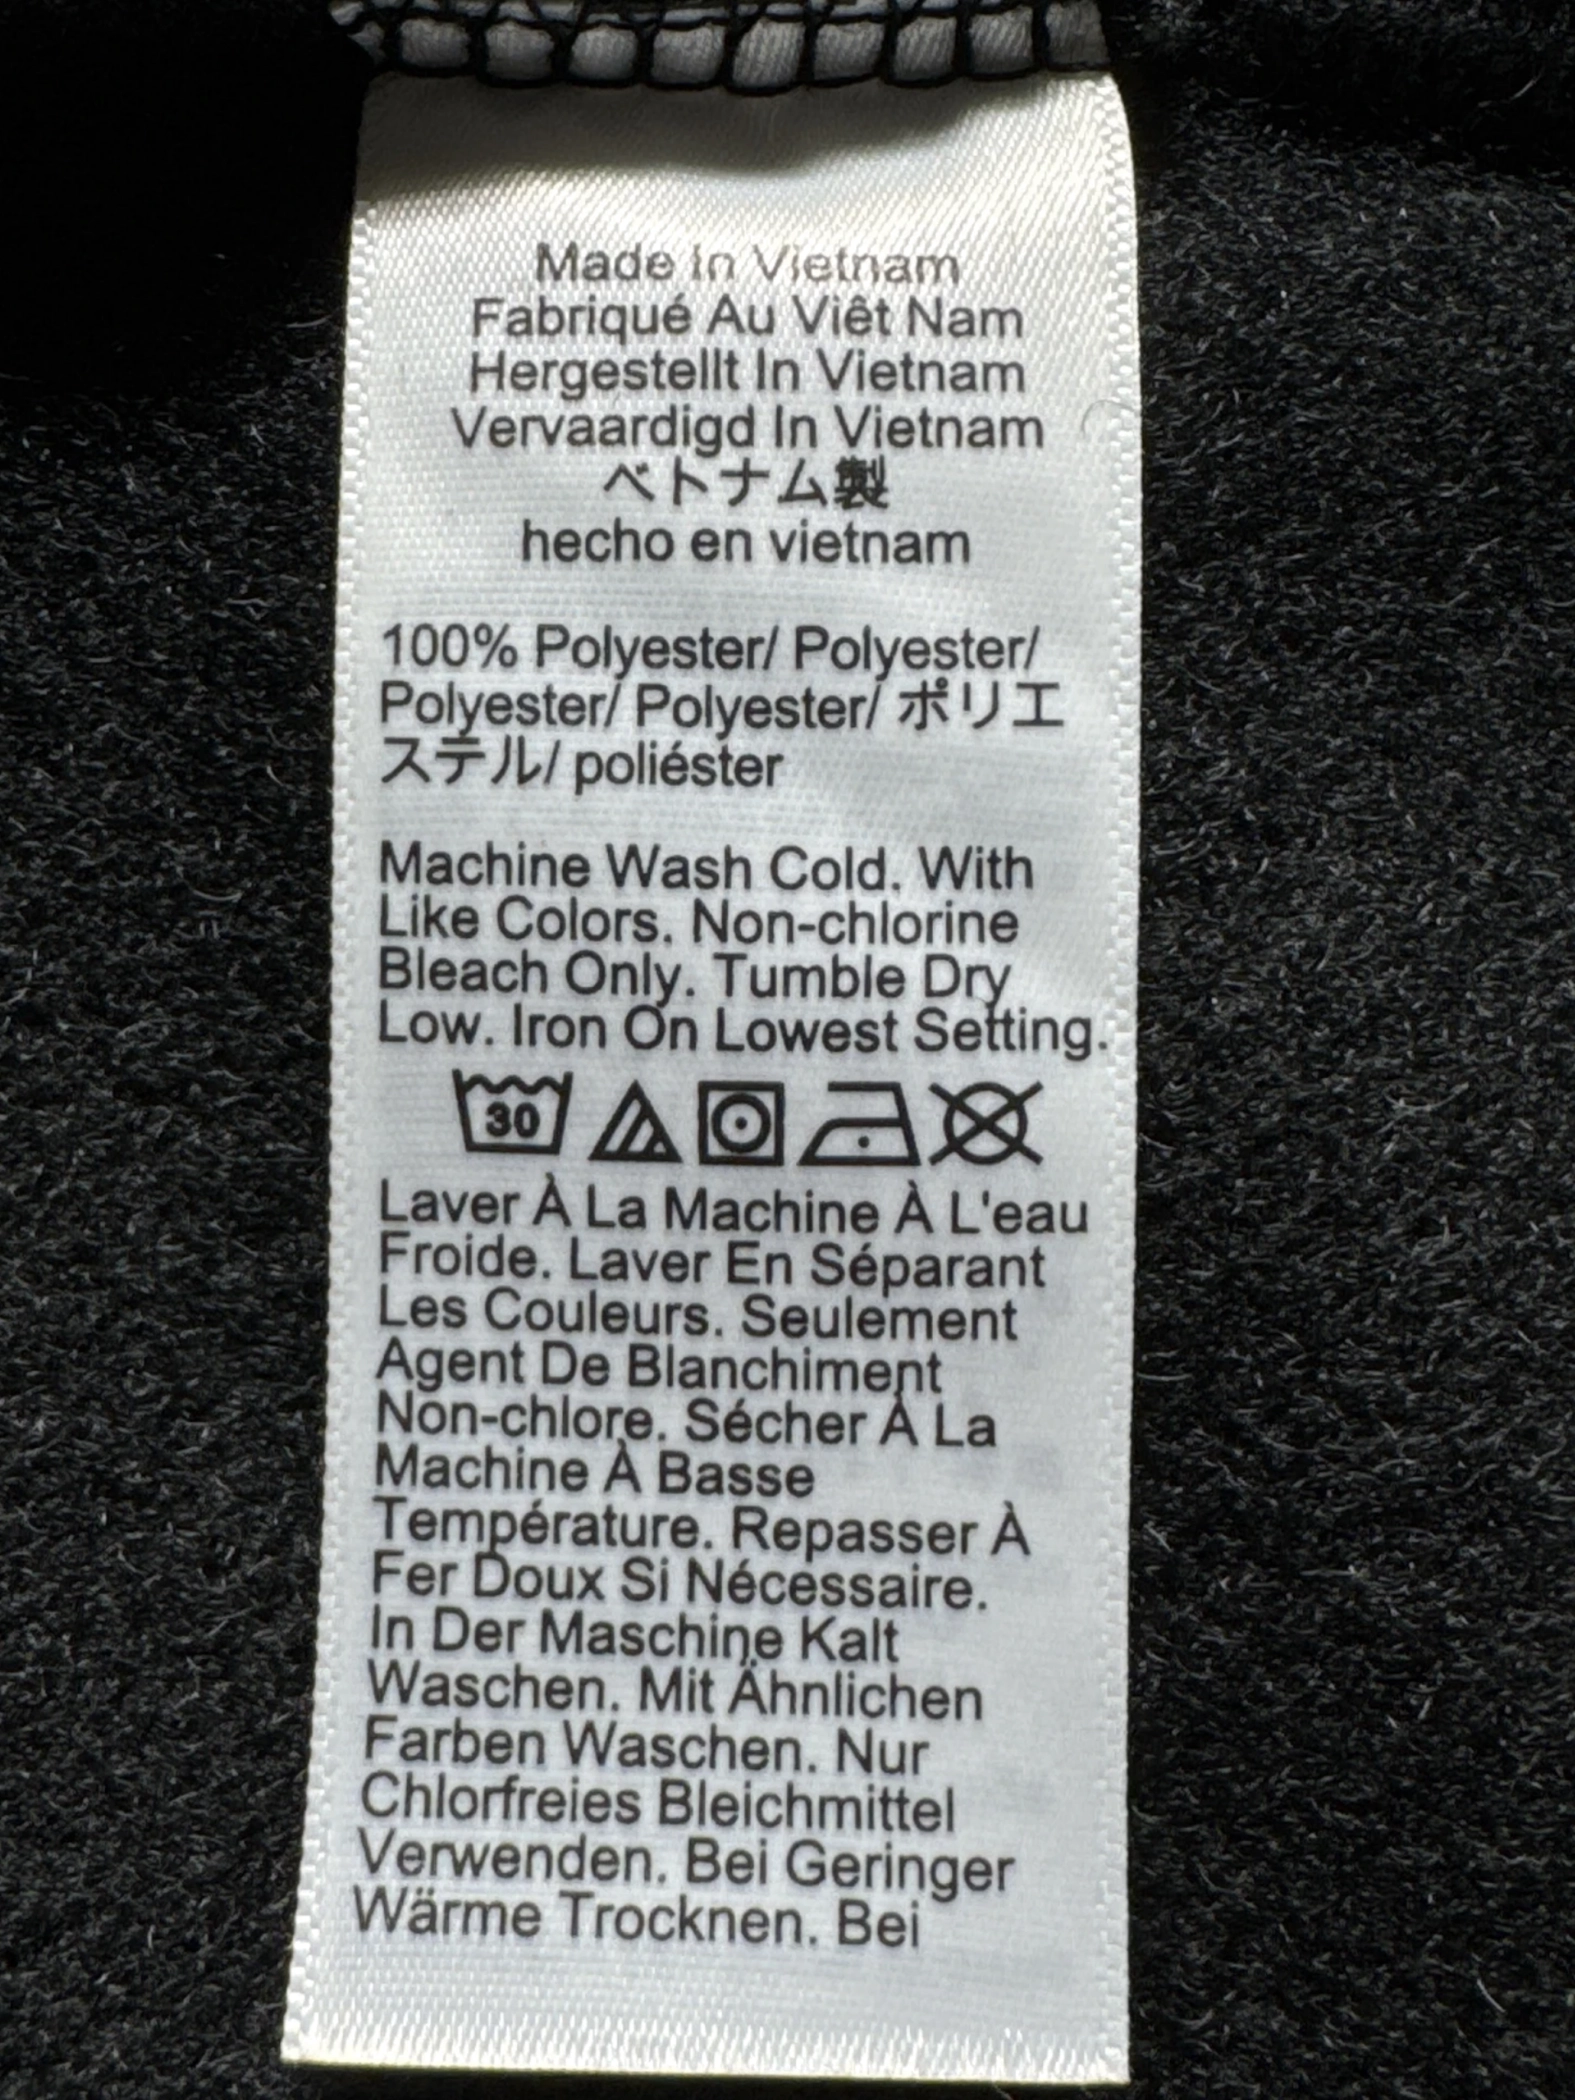 Made In Vietnam
Fabriqué Au Viêt Nam
Hergestellt In Vietnam
Vervaardigd In Vietnam
ベトナム製
hecho en vietnam
100% Polyester/ Polyester/
Polyester/ Polyester/ ポリエ
ステル/ poliéster
Machine Wash Cold. With
Like Colors. Non-chlorine
Bleach Only. Tumble Dry
Low. Iron On Lowest Setting.
30
Laver À La Machine À L'eau
Froide. Laver En Séparant
Les Couleurs. Seulement
Agent De Blanchiment
Non-chlore. Sécher À La
Machine À Basse
Température. Repasser À
Fer Doux Si Nécessaire.
In Der Maschine Kalt
Waschen. Mit Ähnlichen
Farben Waschen. Nur
Chlorfreies Bleichmittel
Verwenden. Bei Geringer
Wärme Trocknen. Bei